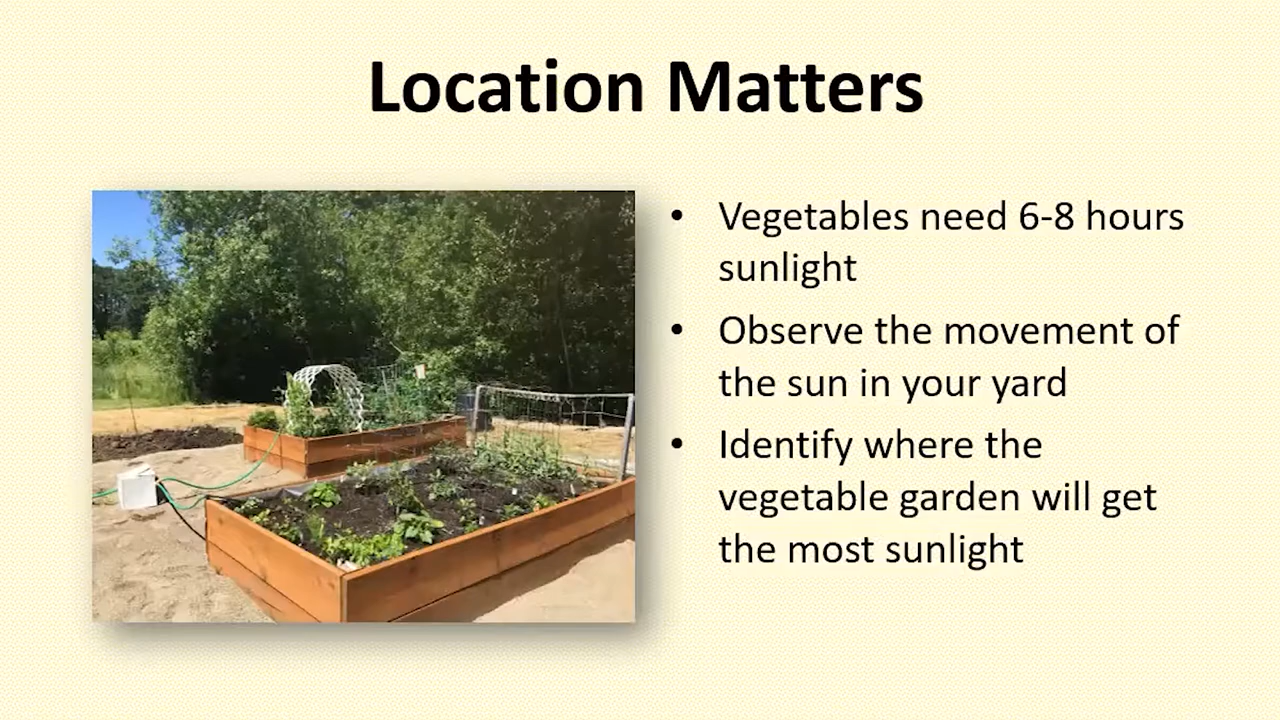 Location Matters
• Vegetables need 6-8 hours
sunlight
• Observe the movement of
the sun in your yard
• Identify where the
vegetable garden will get
the most sunlight